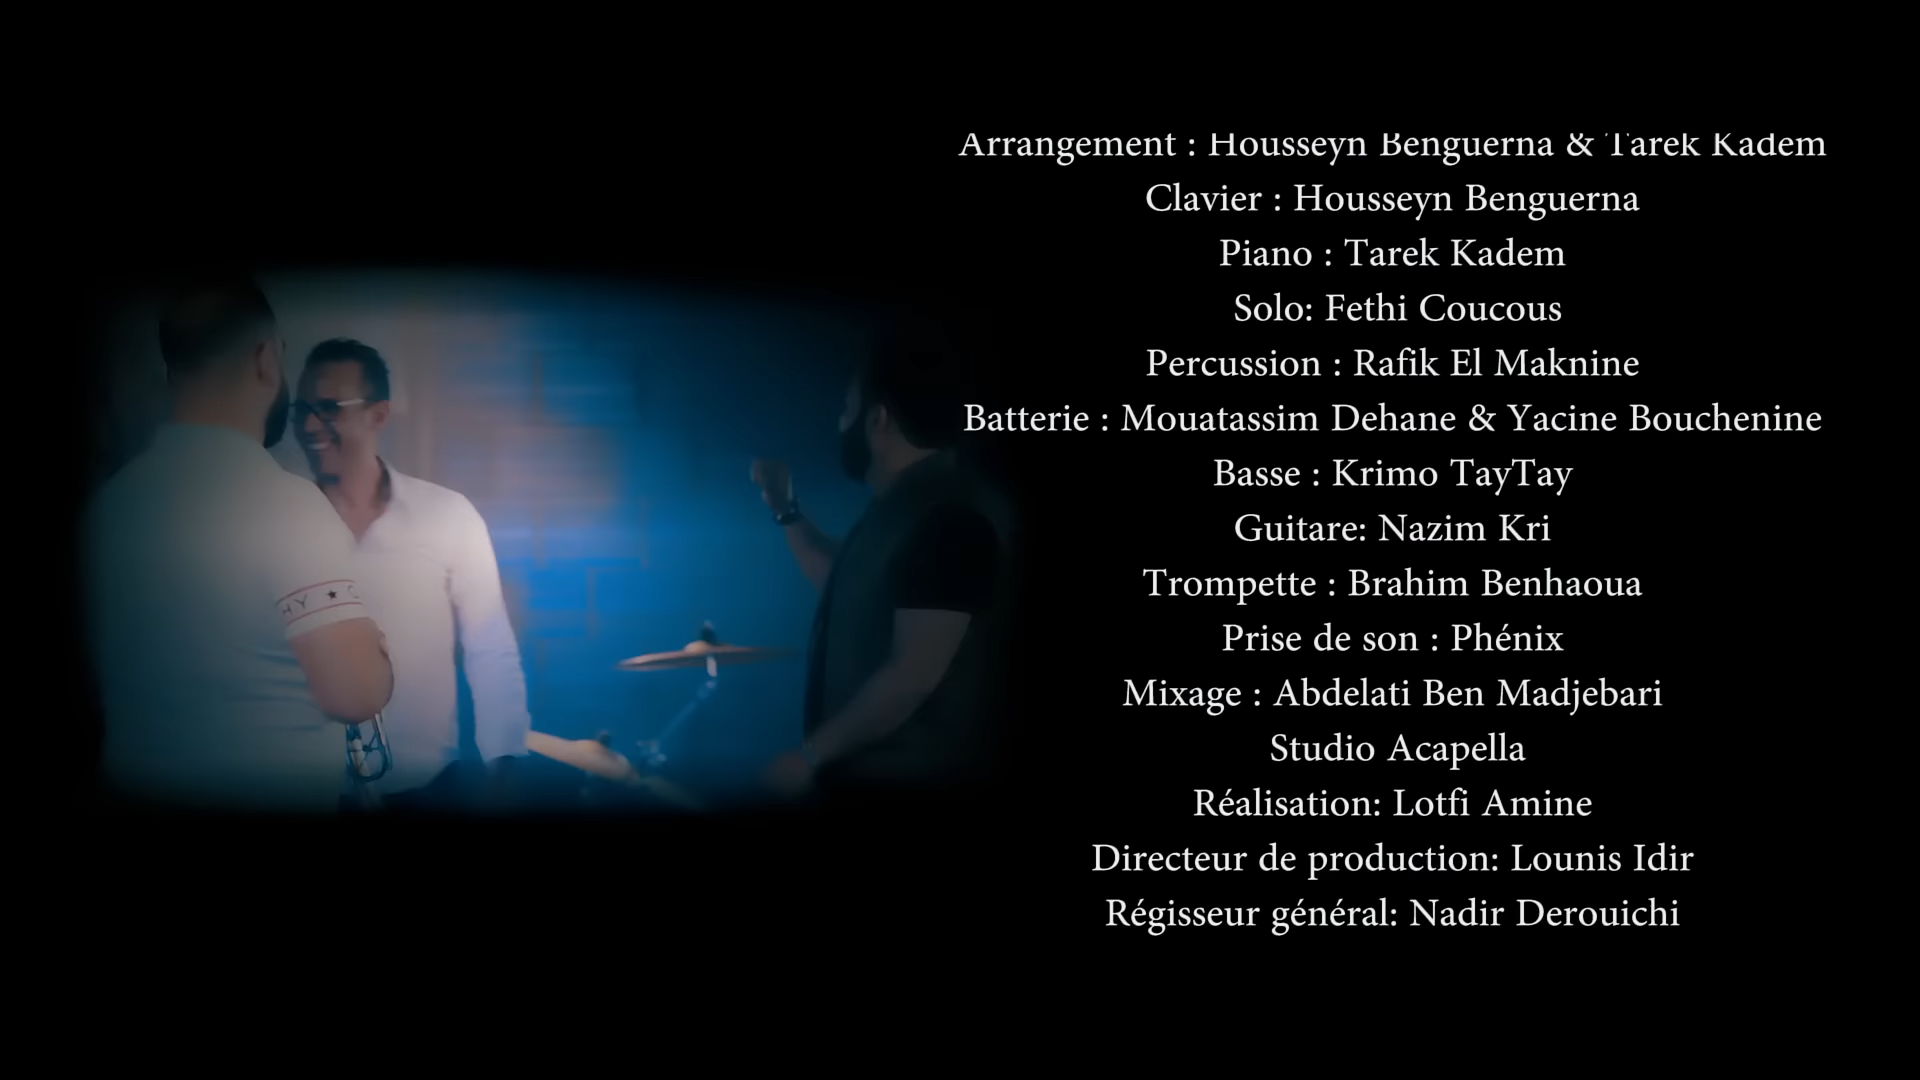 Arrangement : Housseyn Benguerna & Tarek Kadem
Clavier : Housseyn Benguerna
Piano : Tarek Kadem
Solo: Fethi Coucous
Percussion : Rafik El Maknine
Batterie : Mouatassim Dehane & Yacine Bouchenine
Basse : Krimo TayTay
Guitare: Nazim Kri
Trompette : Brahim Benhaoua
Prise de son : Phénix
Mixage : Abdelati Ben Madjebari
Studio Acapella
Réalisation: Lotfi Amine
Directeur de production: Lounis Idir
Régisseur général: Nadir Derouichi